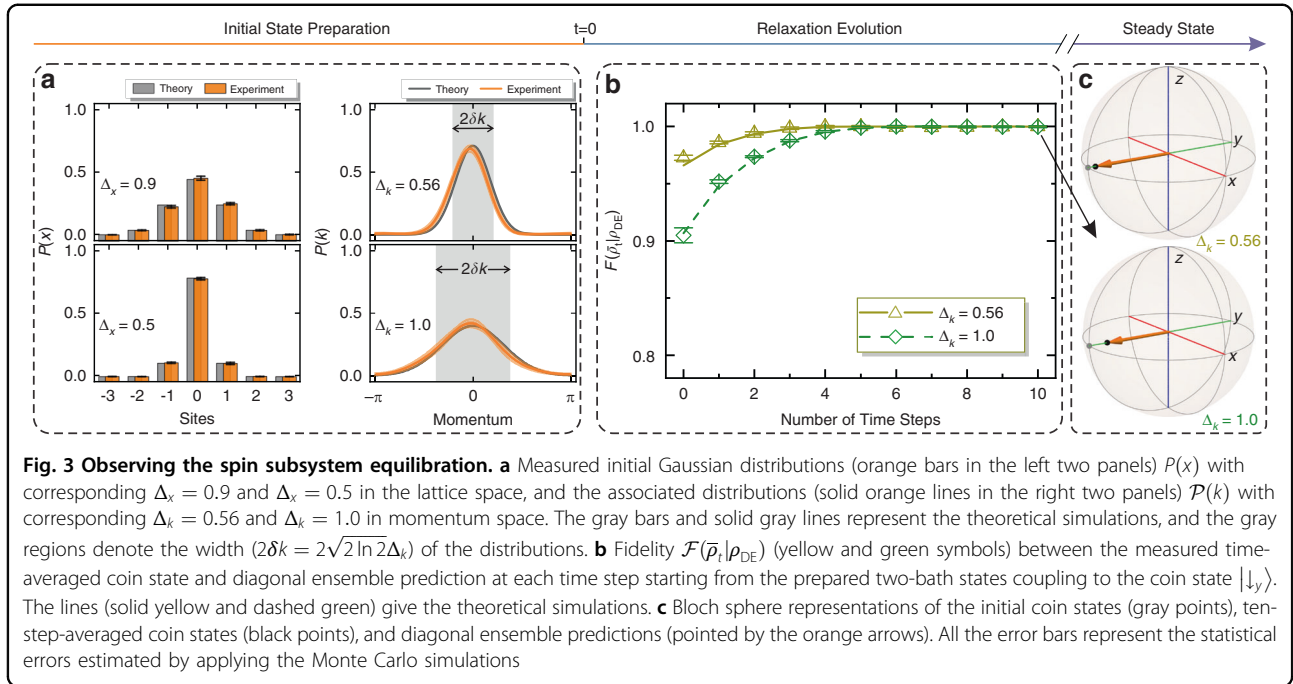 Initial State Preparation
t=0
Relaxation Evolution
Steady State
a
Theory Experiment
1.0
0.5
0.0
Δx = 0.9
1.0
0.5
0.0
Δx = 0.5
P(x)
-3 -2 -1 0 1 2 3
Sites
Theory Experiment
1.0
0.5
0.0
2δk
Δk = 0.56
1.0
0.5
0.0
2δk
Δk = 1.0
P(k)
−π 0 π
Momentum
b
1.0
0.9
0.8
F(ρ̄t|ρDE)
Δk = 0.56
Δk = 1.0
0 2 4 6 8 10
Number of Time Steps
c
z
y
x
Δk = 0.56
z
y
x
Δk = 1.0
Fig. 3 Observing the spin subsystem equilibration. a Measured initial Gaussian distributions (orange bars in the left two panels) P(x) with
corresponding Δx = 0.9 and Δx = 0.5 in the lattice space, and the associated distributions (solid orange lines in the right two panels) 𝒫(k) with
corresponding Δk = 0.56 and Δk = 1.0 in momentum space. The gray bars and solid gray lines represent the theoretical simulations, and the gray
regions denote the width (2δk = 2√2 ln 2Δk) of the distributions. b Fidelity ℱ(ρ̄t|ρDE) (yellow and green symbols) between the measured time-
averaged coin state and diagonal ensemble prediction at each time step starting from the prepared two-bath states coupling to the coin state |↓y⟩.
The lines (solid yellow and dashed green) give the theoretical simulations. c Bloch sphere representations of the initial coin states (gray points), ten-
step-averaged coin states (black points), and diagonal ensemble predictions (pointed by the orange arrows). All the error bars represent the statistical
errors estimated by applying the Monte Carlo simulations